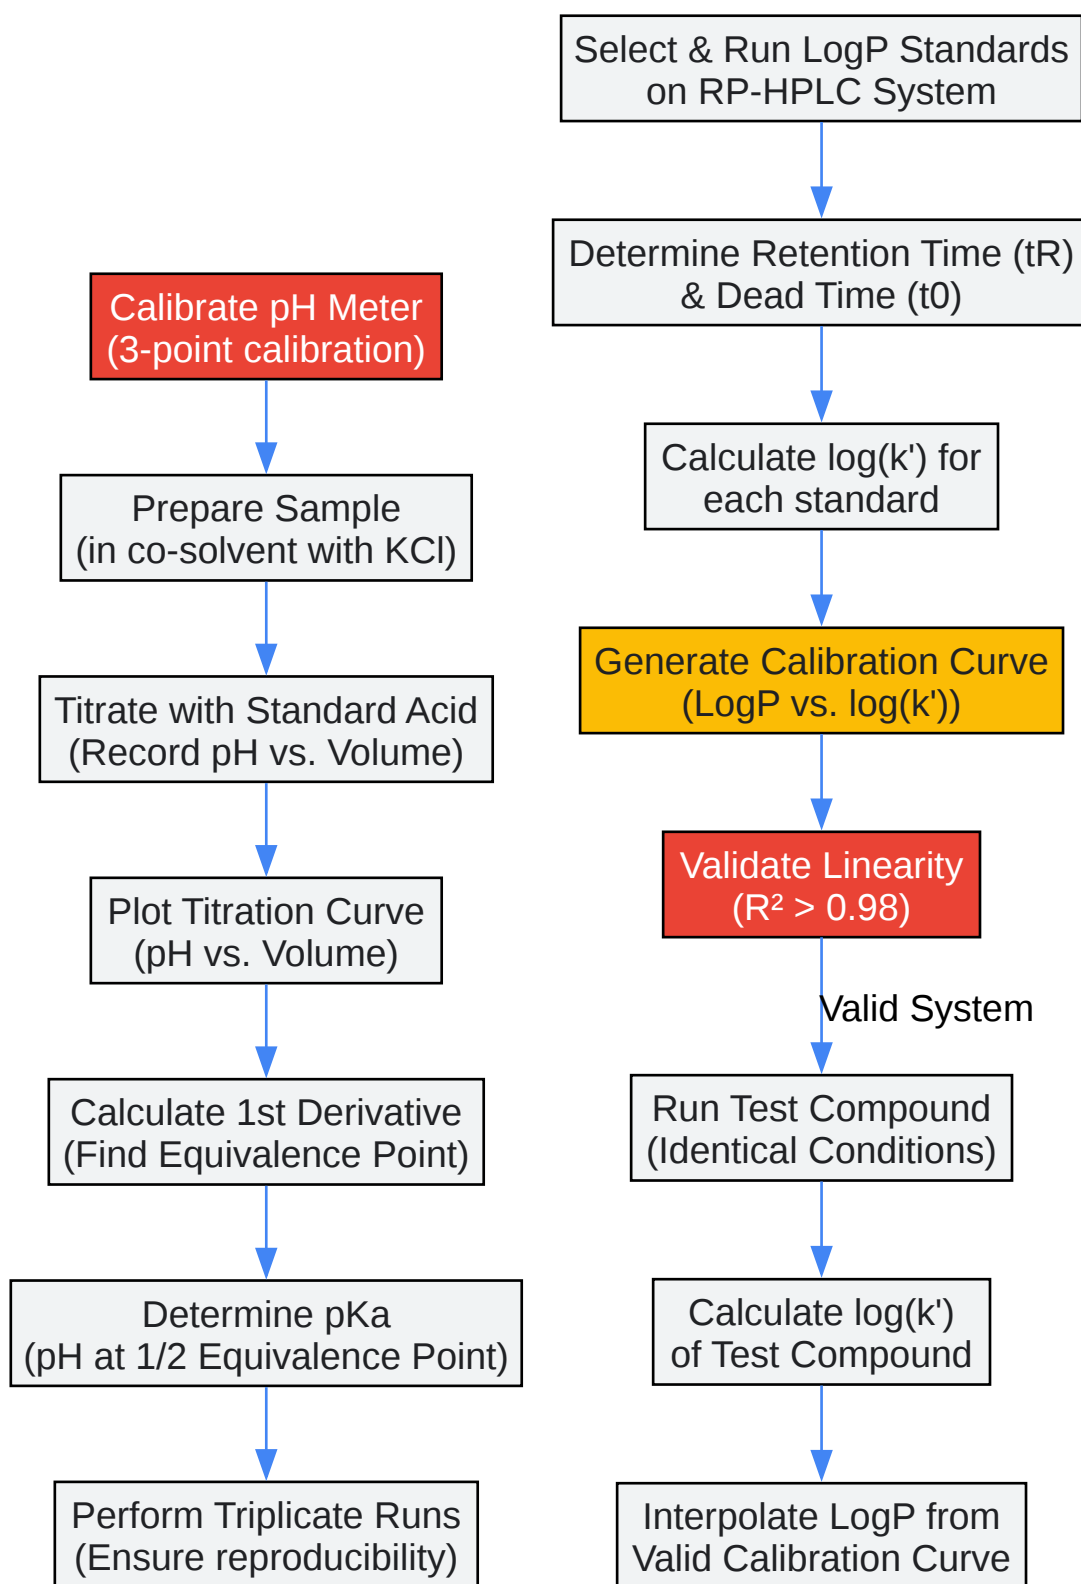 Calibrate pH Meter
(3-point calibration)
Prepare Sample
(in co-solvent with KCl)
Titrate with Standard Acid
(Record pH vs. Volume)
Plot Titration Curve
(pH vs. Volume)
Calculate 1st Derivative
(Find Equivalence Point)
Determine pKa
(pH at 1/2 Equivalence Point)
Perform Triplicate Runs
(Ensure reproducibility)
Select & Run LogP Standards
on RP-HPLC System
Determine Retention Time (tR)
& Dead Time (t0)
Calculate log(k') for
each standard
Generate Calibration Curve
(LogP vs. log(k'))
Validate Linearity
(R² > 0.98)
Valid System
Run Test Compound
(Identical Conditions)
Calculate log(k')
of Test Compound
Interpolate LogP from
Valid Calibration Curve